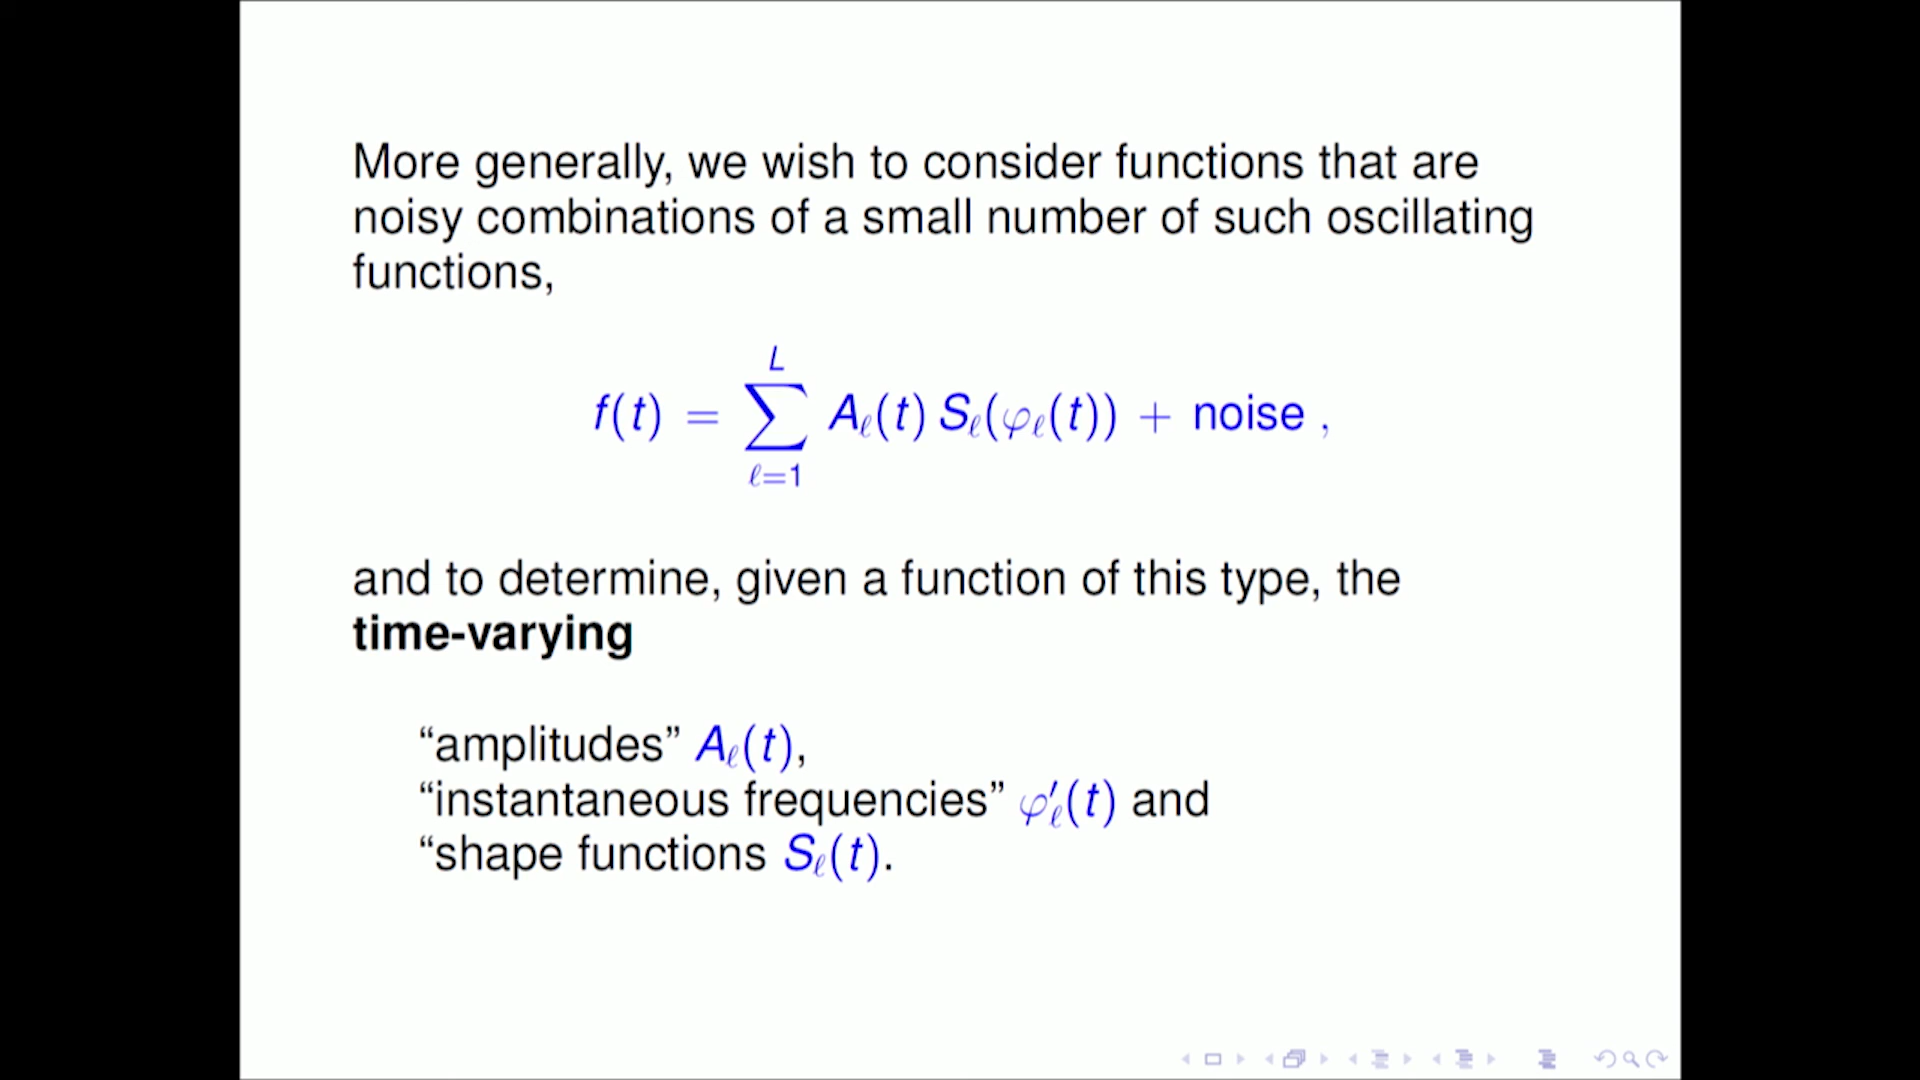 More generally, we wish to consider functions that are
noisy combinations of a small number of such oscillating
functions,
f(t) = ∑_{ℓ=1}^{L} A_ℓ(t) S_ℓ(φ_ℓ(t)) + noise ,
and to determine, given a function of this type, the
time-varying
“amplitudes” A_ℓ(t),
“instantaneous frequencies” φ′_ℓ(t) and
“shape functions S_ℓ(t).